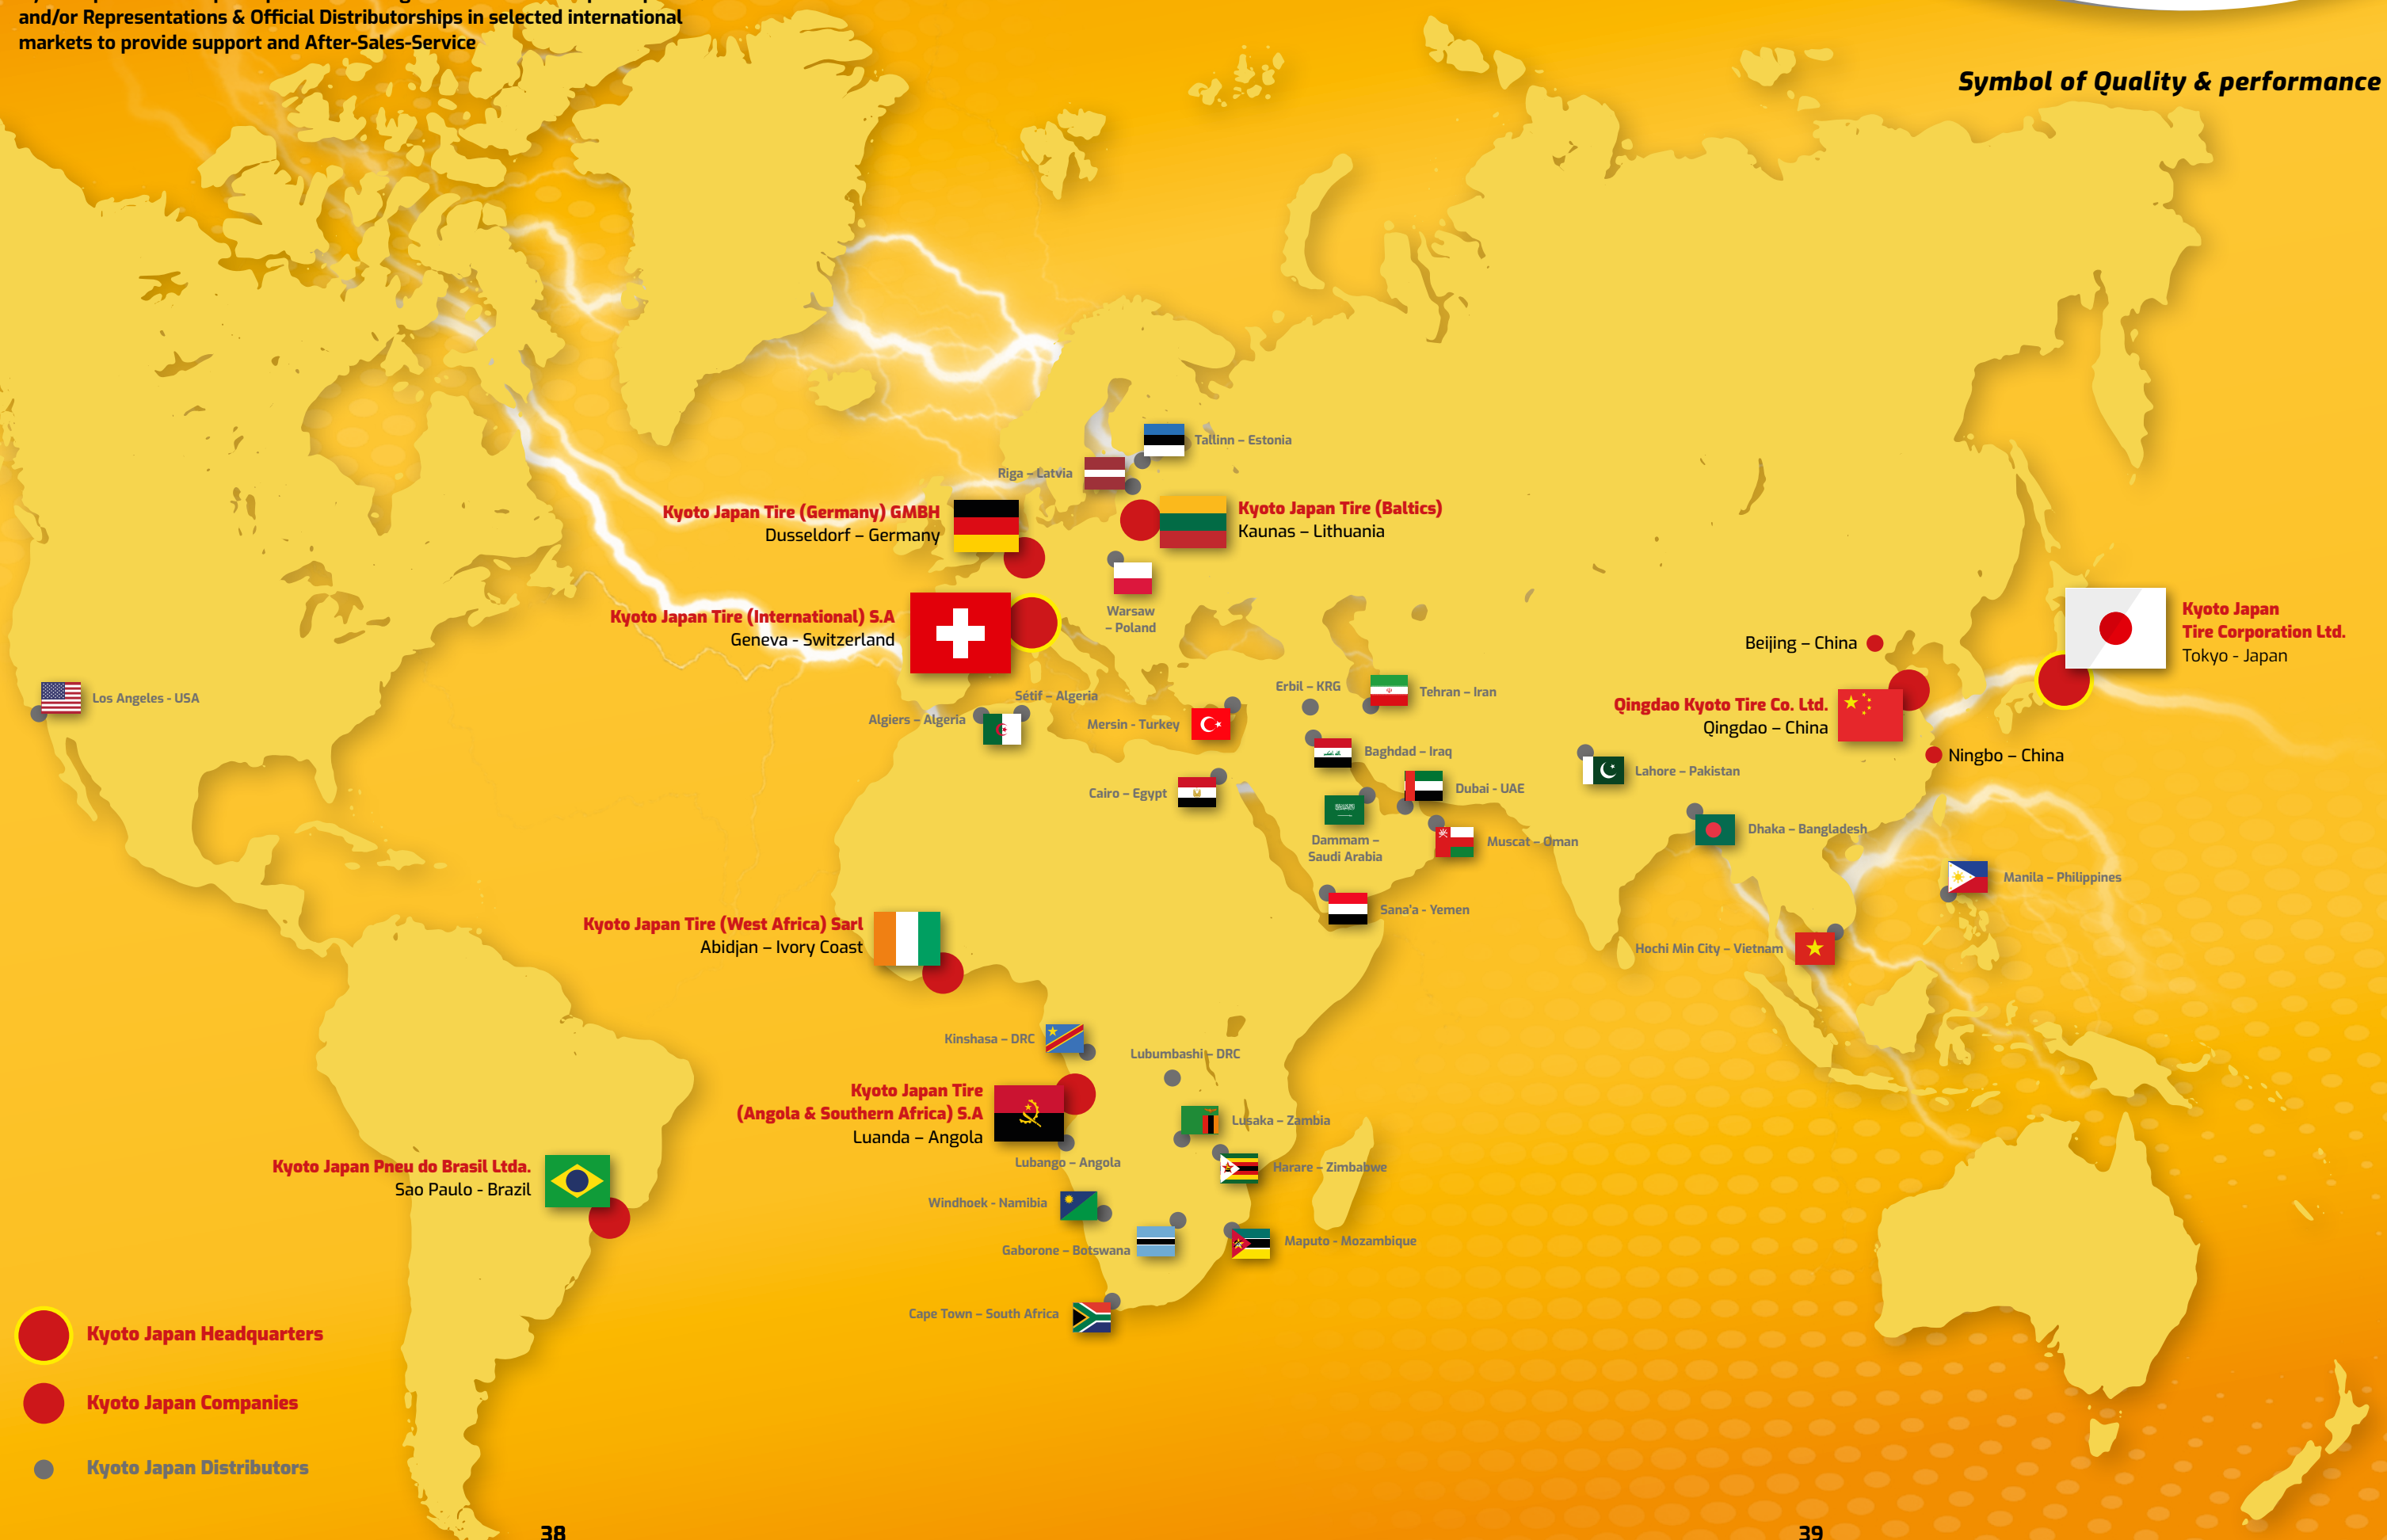 and/or Representations & Official Distributorships in selected international
markets to provide support and After-Sales-Service
Symbol of Quality & performance
Tallinn – Estonia
Riga – Latvia
Kyoto Japan Tire (Germany) GMBH
Dusseldorf – Germany
Kyoto Japan Tire (Baltics)
Kaunas – Lithuania
Warsaw
– Poland
Kyoto Japan Tire (International) S.A
Geneva - Switzerland
Kyoto Japan
Tire Corporation Ltd.
Tokyo - Japan
Beijing – China
Qingdao Kyoto Tire Co. Ltd.
Qingdao – China
Ningbo – China
Los Angeles - USA
Sétif – Algeria
Algiers – Algeria
Mersin - Turkey
Erbil – KRG
Tehran – Iran
Baghdad – Iraq
Cairo – Egypt
Dubai - UAE
Dammam –
Saudi Arabia
Muscat – Oman
Sana'a - Yemen
Lahore – Pakistan
Dhaka – Bangladesh
Manila – Philippines
Hochi Min City – Vietnam
Kyoto Japan Tire (West Africa) Sarl
Abidjan – Ivory Coast
Kinshasa – DRC
Lubumbashi – DRC
Kyoto Japan Tire
(Angola & Southern Africa) S.A
Luanda – Angola
Lubango – Angola
Lusaka – Zambia
Harare – Zimbabwe
Windhoek - Namibia
Gaborone – Botswana
Maputo - Mozambique
Cape Town – South Africa
Kyoto Japan Pneu do Brasil Ltda.
Sao Paulo - Brazil
Kyoto Japan Headquarters
Kyoto Japan Companies
Kyoto Japan Distributors
38
39